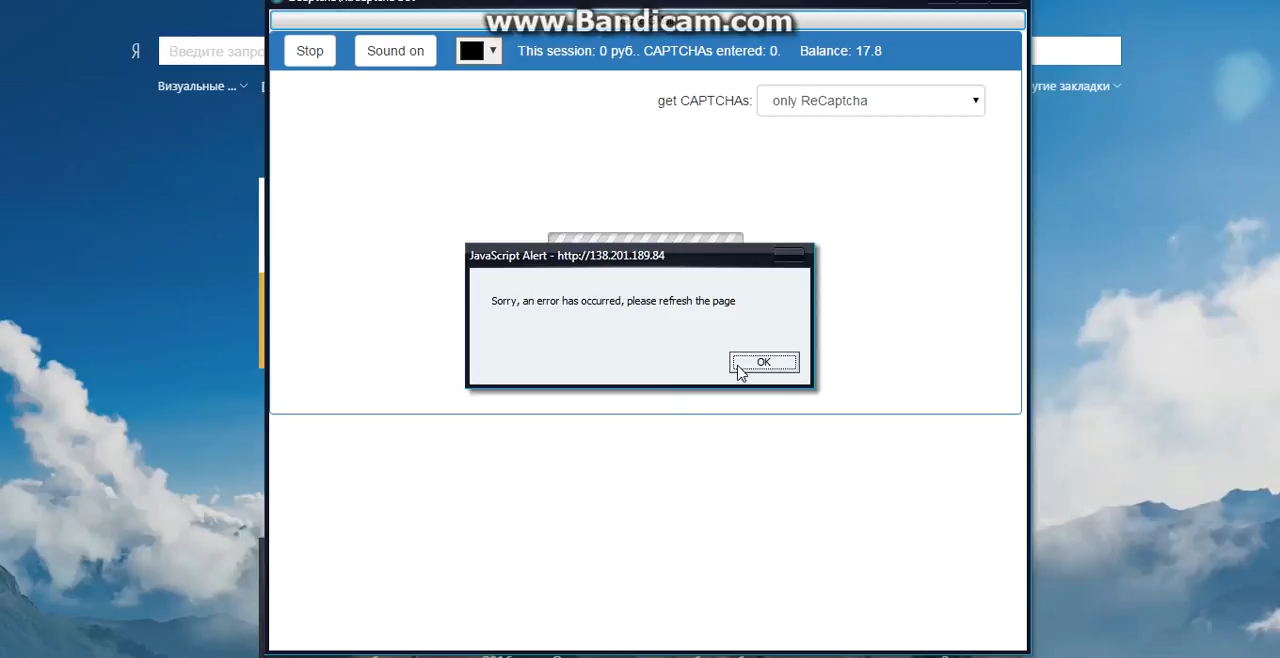 www.Bandicam.com
Я
Введите запро
Stop
Sound on
This session: 0 руб.. CAPTCHAs entered: 0.
Balance: 17.8
Визуальные ...
ругие закладки
get CAPTCHAs:
only ReCaptcha
JavaScript Alert - http://138.201.189.84
Sorry, an error has occurred, please refresh the page
OK